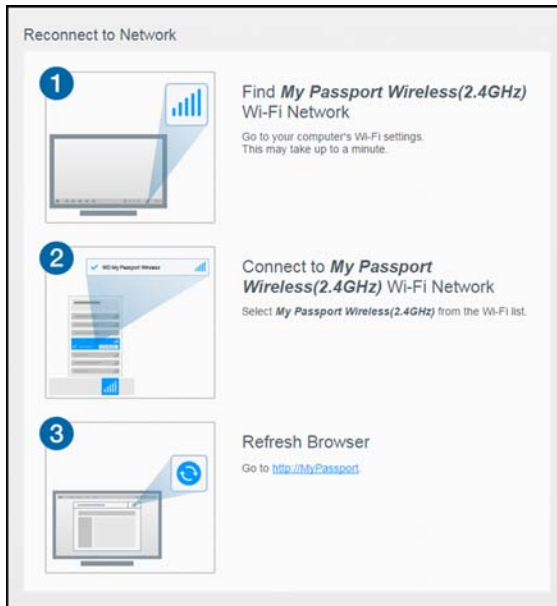 Reconnect to Network
1
Find My Passport Wireless(2.4GHz)
Wi-Fi Network
Go to your computer's Wi-Fi settings.
This may take up to a minute.
2
WD My Passport Wireless
Connect to My Passport
Wireless(2.4GHz) Wi-Fi Network
Select My Passport Wireless(2.4GHz) from the Wi-Fi list.
3
Refresh Browser
Go to http://MyPassport.